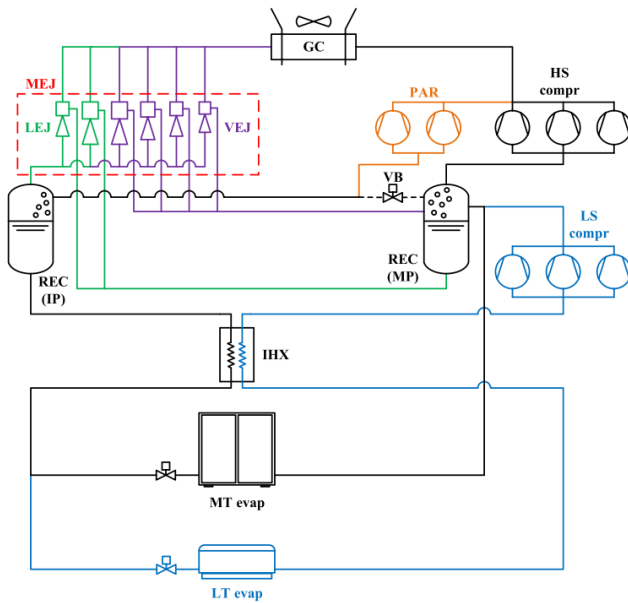 GC
HS
compr
PAR
MEJ
LEJ
VEJ
VB
LS
compr
REC
(IP)
REC
(MP)
IHX
MT evap
LT evap